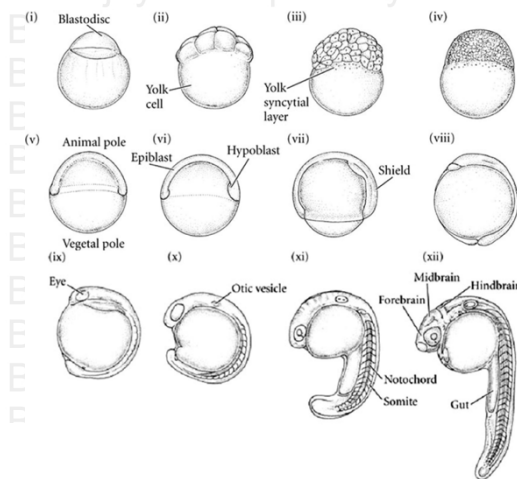 (i)
Blastodisc
(ii)
Yolk
cell
(iii)
Yolk
syncytial
layer
(iv)
(v)
Animal pole
Vegetal pole
(vi)
Epiblast
Hypoblast
(vii)
Shield
(viii)
(ix)
Eye
(x)
Otic vesicle
(xi)
Notochord
Somite
(xii)
Midbrain
Hindbrain
Forebrain
Gut